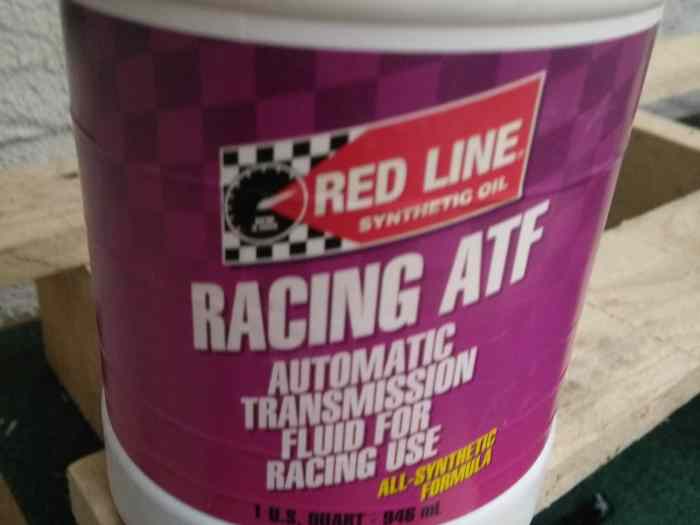 RED LINE
SYNTHETIC OIL
RACING ATF
AUTOMATIC
TRANSMISSION
FLUID FOR
RACING USE
ALL-SYNTHETIC
FORMULA
1 U.S. QUART - 946 mL